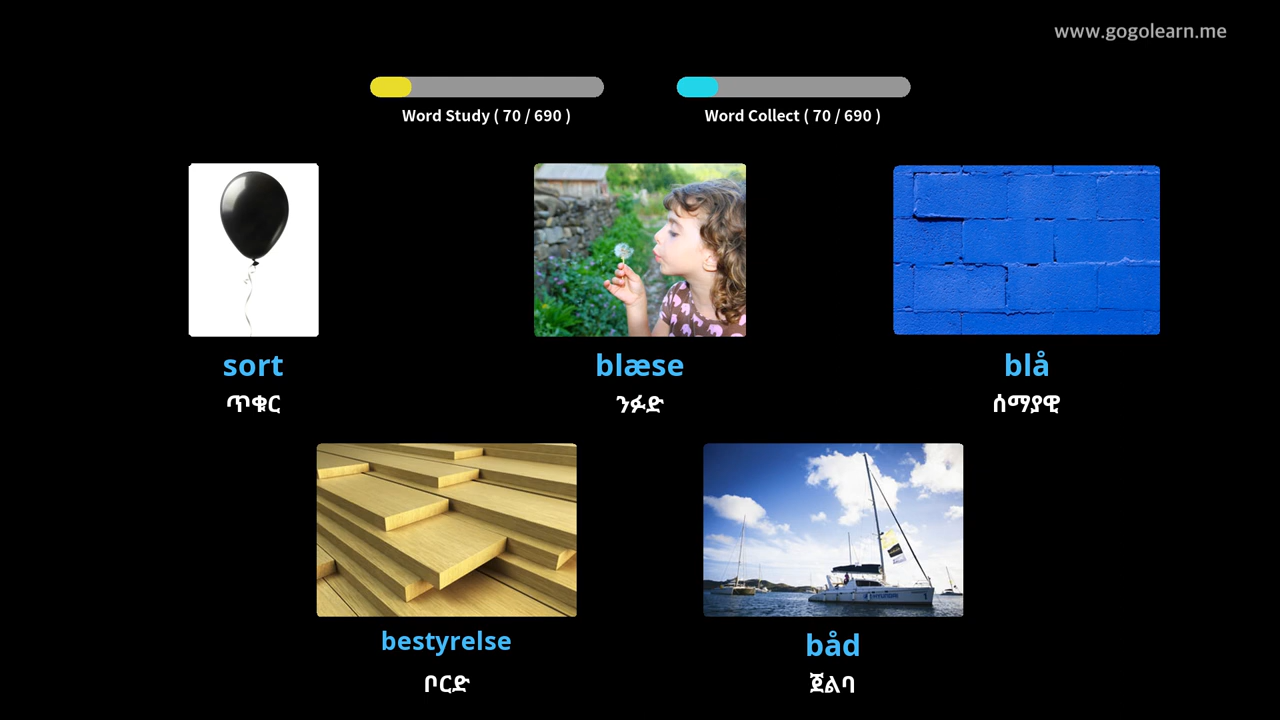 www.gogolearn.me
Word Study ( 70 / 690 )
Word Collect ( 70 / 690 )
sort
ጥቁር
blæse
ንፉድ
blå
ሰማያዊ
bestyrelse
ቦርድ
båd
ጀልባ